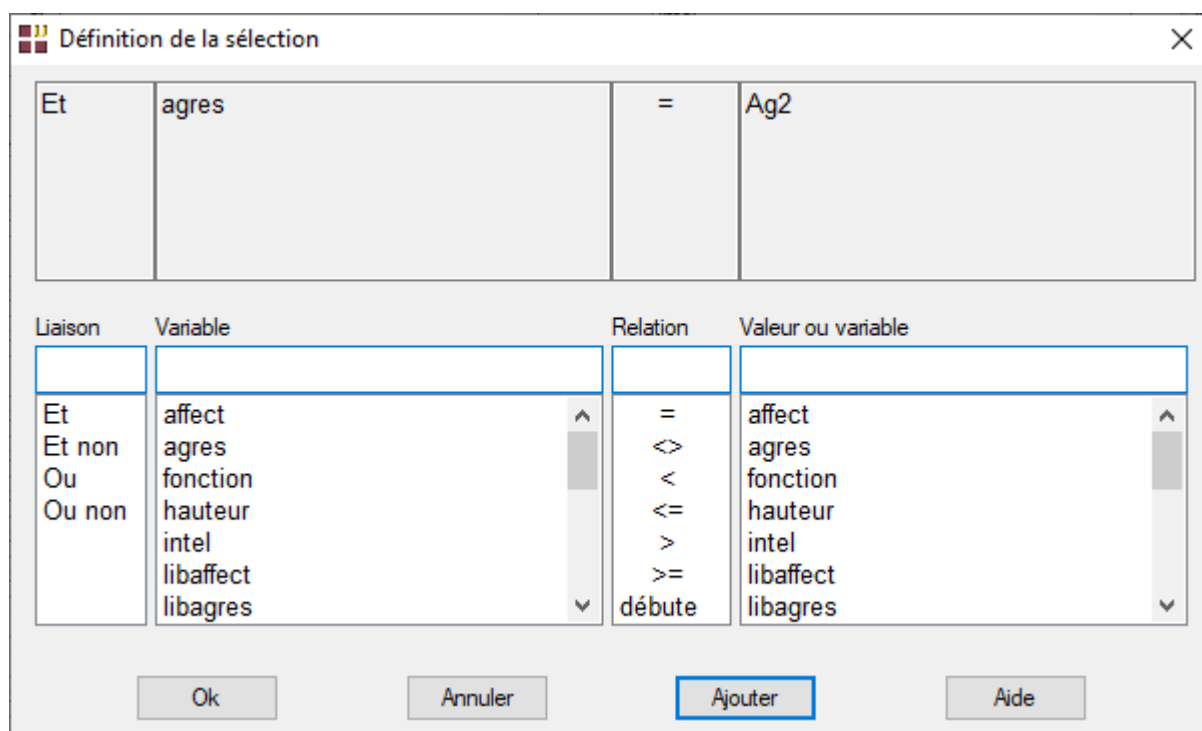 Définition de la sélection
Et agres = Ag2
Liaison Variable Relation Valeur ou variable
Et affect = affect
Et non agres <> agres
Ou fonction < fonction
Ou non hauteur <= hauteur
intel > intel
libaffect >= libaffect
libagres débute libagres
Ok Annuler Ajouter Aide